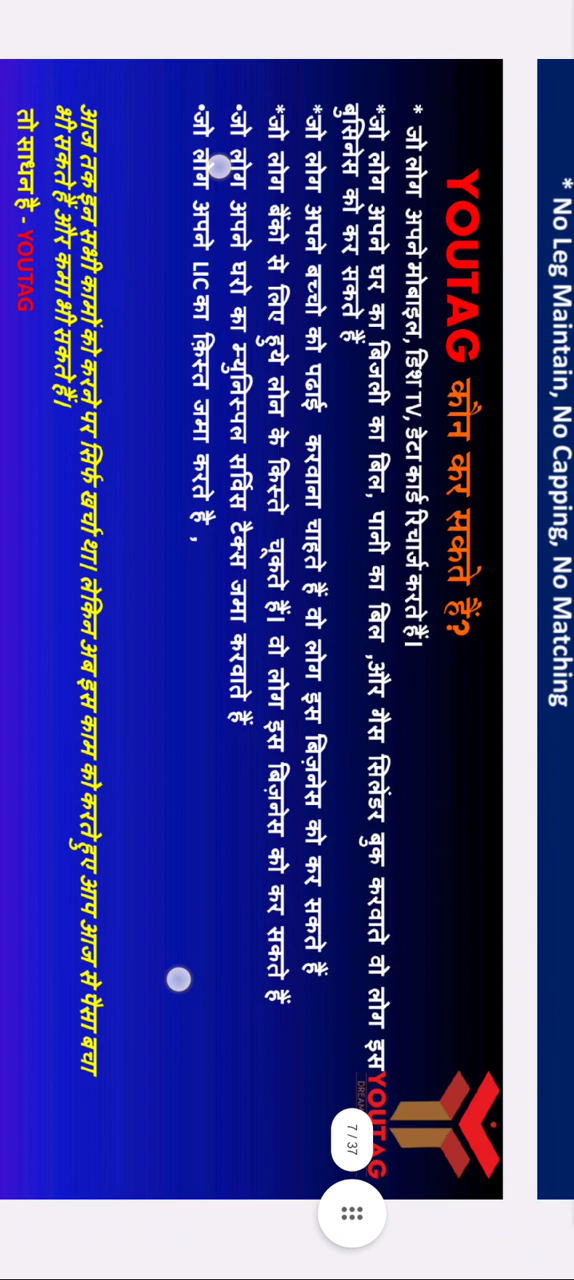 * No Leg Maintain, No Capping, No Matching
YOUTAG कौन कर सकते हैं?
* जो लोग अपने मोबाइल, डिश TV, डेटा कार्ड रिचार्ज करते हैं।
*जो लोग अपने घर का बिजली का बिल, पानी का बिल ,और गैस सिलेंडर बुक करवाते वो लोग इस
बुसिनेस को कर सकते हैं
*जो लोग अपने बच्चो को पढाई करवाना चाहते हैं वो लोग इस बिज़नेस को कर सकते हैं
*जो लोग बैंको से लिए हुये लोन के किस्ते चूकते हैं। वो लोग इस बिज़नेस को कर सकते हैं
•जो लोग अपने घरो का म्युनिस्पल सर्विस टैक्स जमा करवाते हैं
•जो लोग अपने LIC का क़िस्त जमा करते है ,
आज तक इन सभी कामों को करने पर सिर्फ खर्चा था। लेकिन अब इस काम को करते हुए आप आज से पैसा बचा
भी सकते हैं और कमा भी सकते हैं।
तो साधन है - YOUTAG
YOUTAG
DREAM
7 / 37